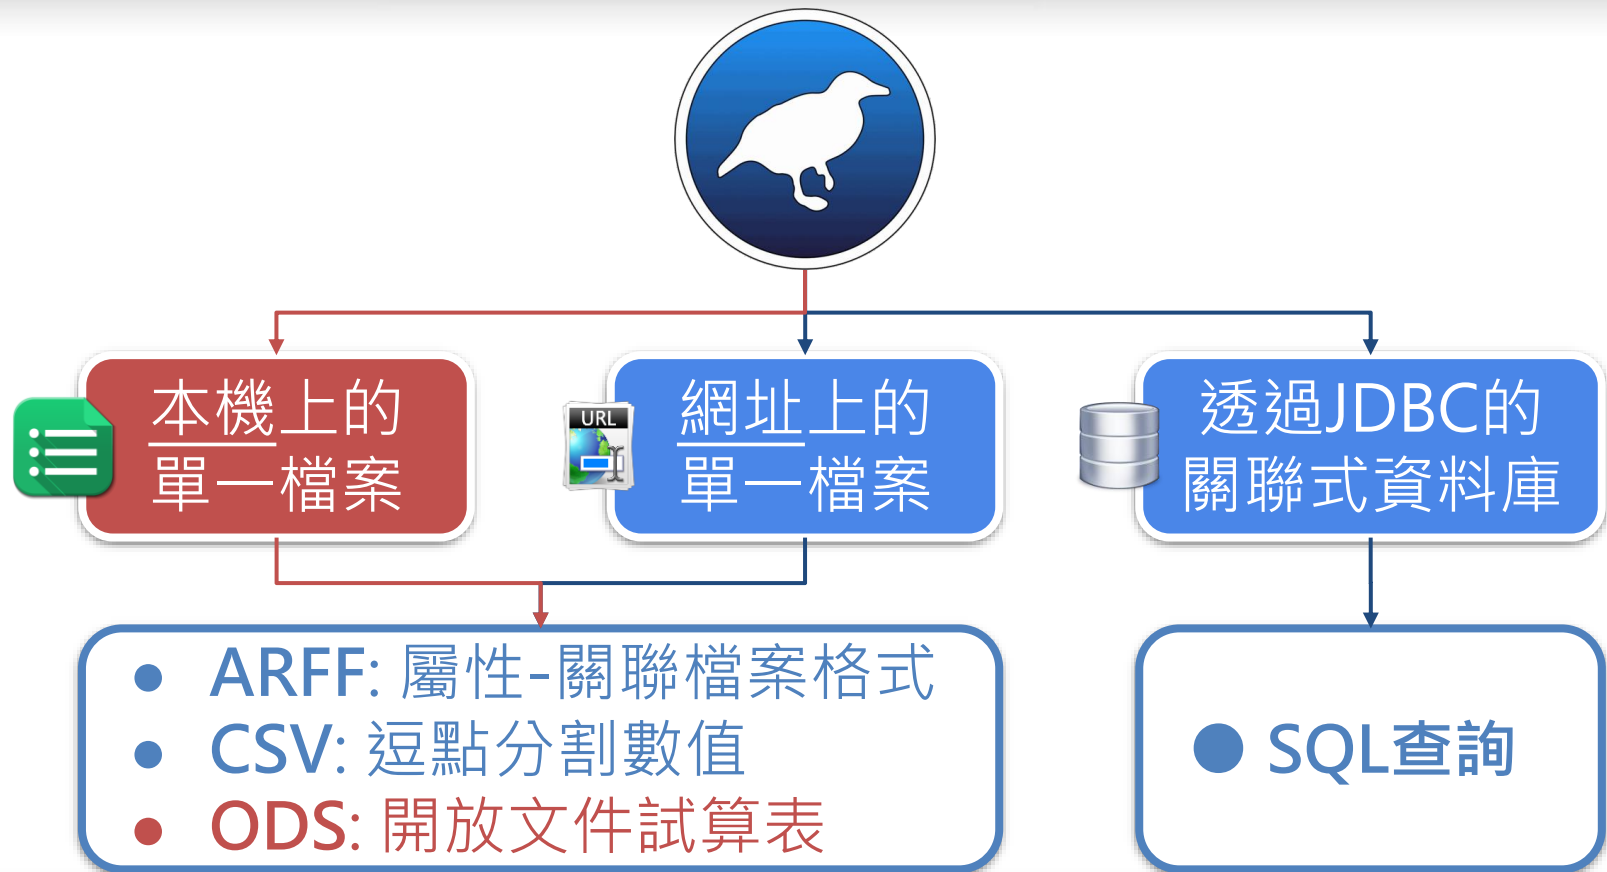 本機上的
單一檔案
URL
網址上的
單一檔案
透過JDBC的
關聯式資料庫
● ARFF: 屬性-關聯檔案格式
● CSV: 逗點分割數值
● ODS: 開放文件試算表
● SQL查詢